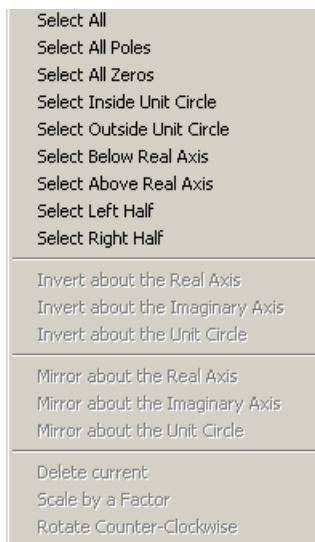 Select All
Select All Poles
Select All Zeros
Select Inside Unit Circle
Select Outside Unit Circle
Select Below Real Axis
Select Above Real Axis
Select Left Half
Select Right Half
Invert about the Real Axis
Invert about the Imaginary Axis
Invert about the Unit Circle
Mirror about the Real Axis
Mirror about the Imaginary Axis
Mirror about the Unit Circle
Delete current
Scale by a Factor
Rotate Counter-Clockwise